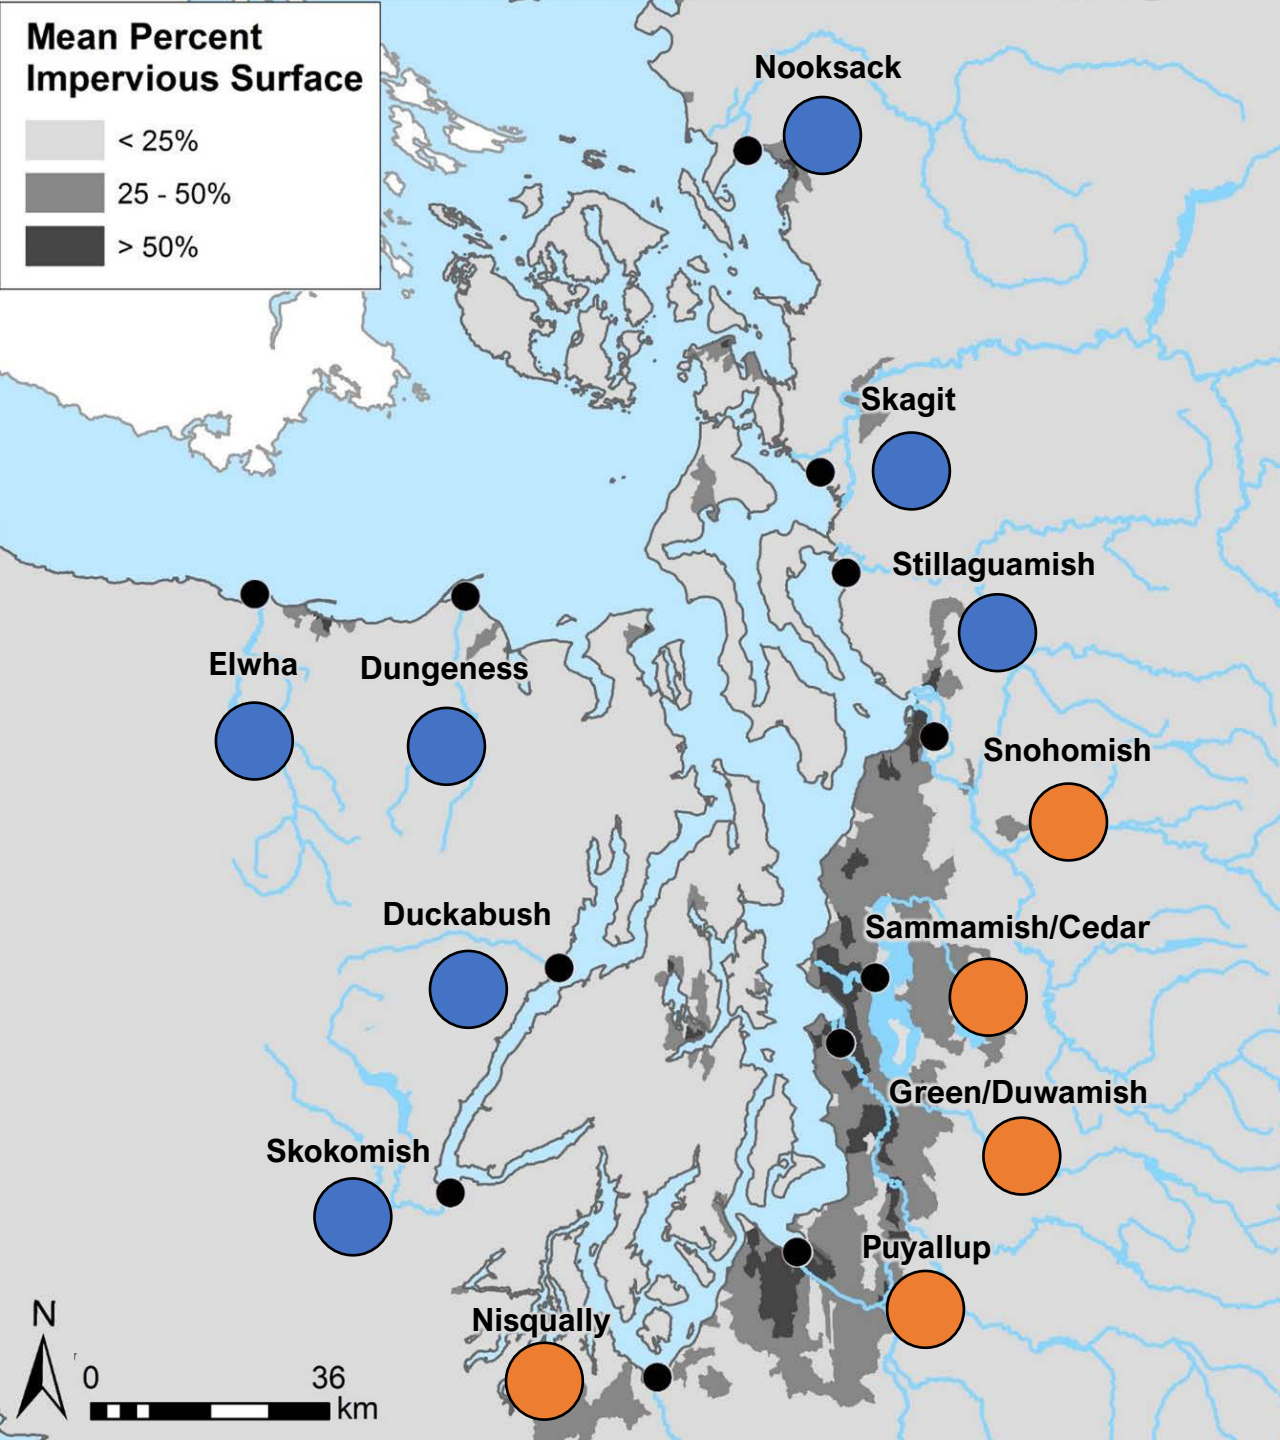 Mean Percent
Impervious Surface
< 25%
25 - 50%
> 50%
Nooksack
Skagit
Stillaguamish
Elwha
Dungeness
Snohomish
Duckabush
Sammamish/Cedar
Green/Duwamish
Skokomish
Puyallup
Nisqually
N
0 36
km